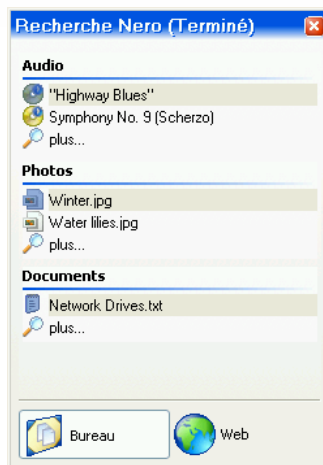 Recherche Nero (Terminé)
Audio
"Highway Blues"
Symphony No. 9 (Scherzo)
plus...
Photos
Winter.jpg
Water lilies.jpg
plus...
Documents
Network Drives.txt
plus...
Bureau
Web